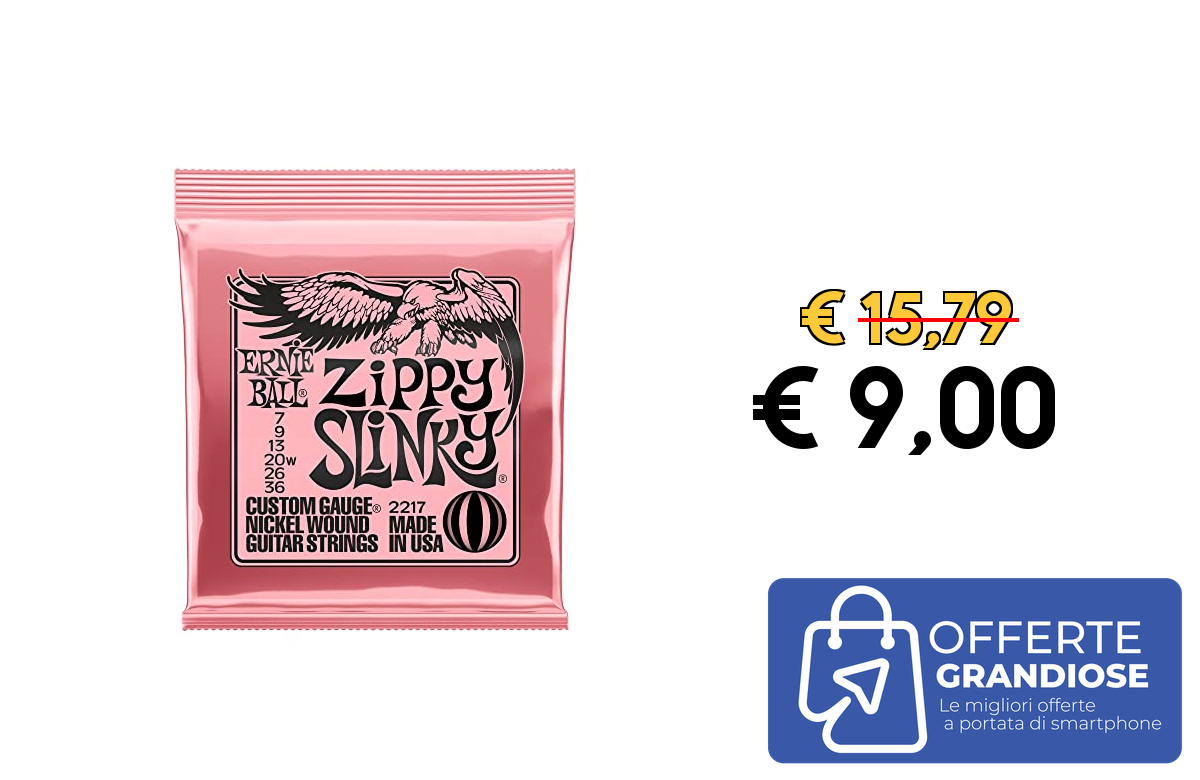 ERNiE
BALL®
ZiPPY
SLiNKY®
7
9
13
20w
26
36
CUSTOM GAUGE®
NICKEL WOUND
GUITAR STRINGS
2217
MADE
IN USA
€ 15,79
€ 9,00
OFFERTE
GRANDIOSE
Le migliori offerte
a portata di smartphone